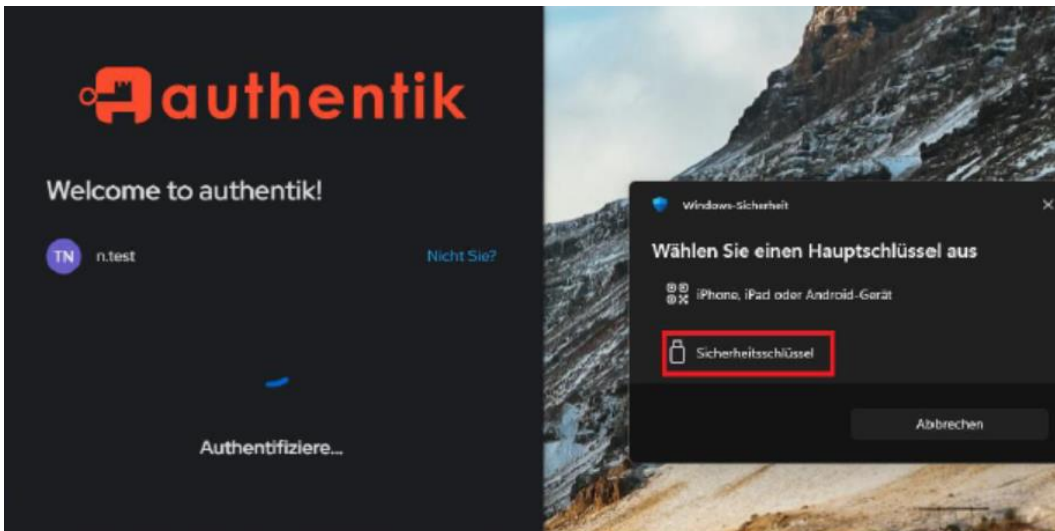 authentik
Welcome to authentik!
TN n.test Nicht Sie?
Authentifiziere...
Windows-Sicherheit
Wählen Sie einen Hauptschlüssel aus
iPhone, iPad oder Android-Gerät
Sicherheitsschlüssel
Abbrechen